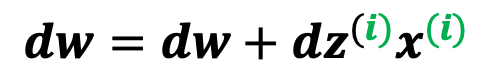 dw = dw + dz⁽ⁱ⁾x⁽ⁱ⁾